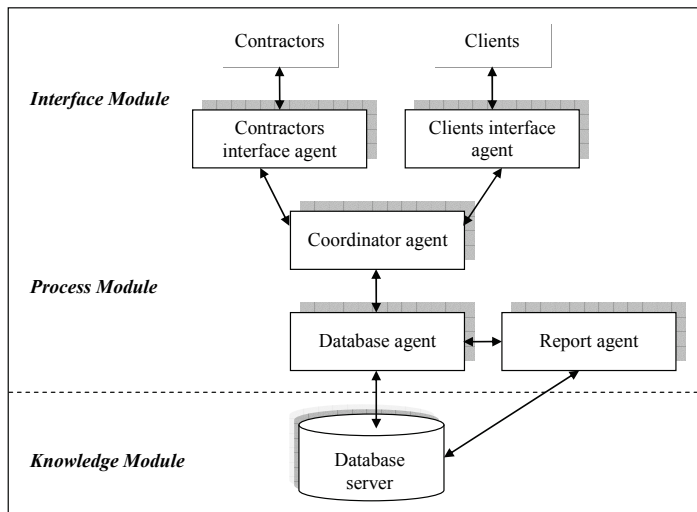 Contractors
Clients
Interface Module
Contractors
interface agent
Clients interface
agent
Coordinator agent
Process Module
Database agent
Report agent
Knowledge Module
Database
server